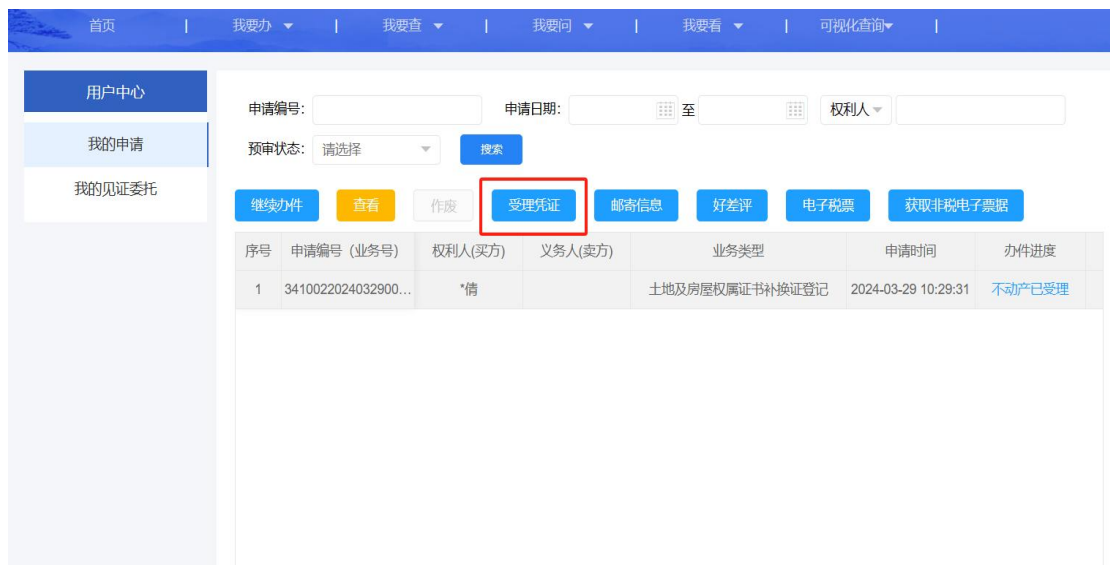 首页 | 我要办 | 我要查 | 我要问 | 我要看 | 可视化查询 |
用户中心
我的申请
我的见证委托
申请编号: 申请日期: 至 权利人
预审状态: 请选择 搜索
继续办件 查看 作废 受理凭证 邮寄信息 好差评 电子税票 获取非税电子票据
序号 申请编号（业务号） 权利人(买方) 义务人(卖方) 业务类型 申请时间 办件进度
1 3410022024032900... *倩 土地及房屋权属证书补换证登记 2024-03-29 10:29:31 不动产已受理